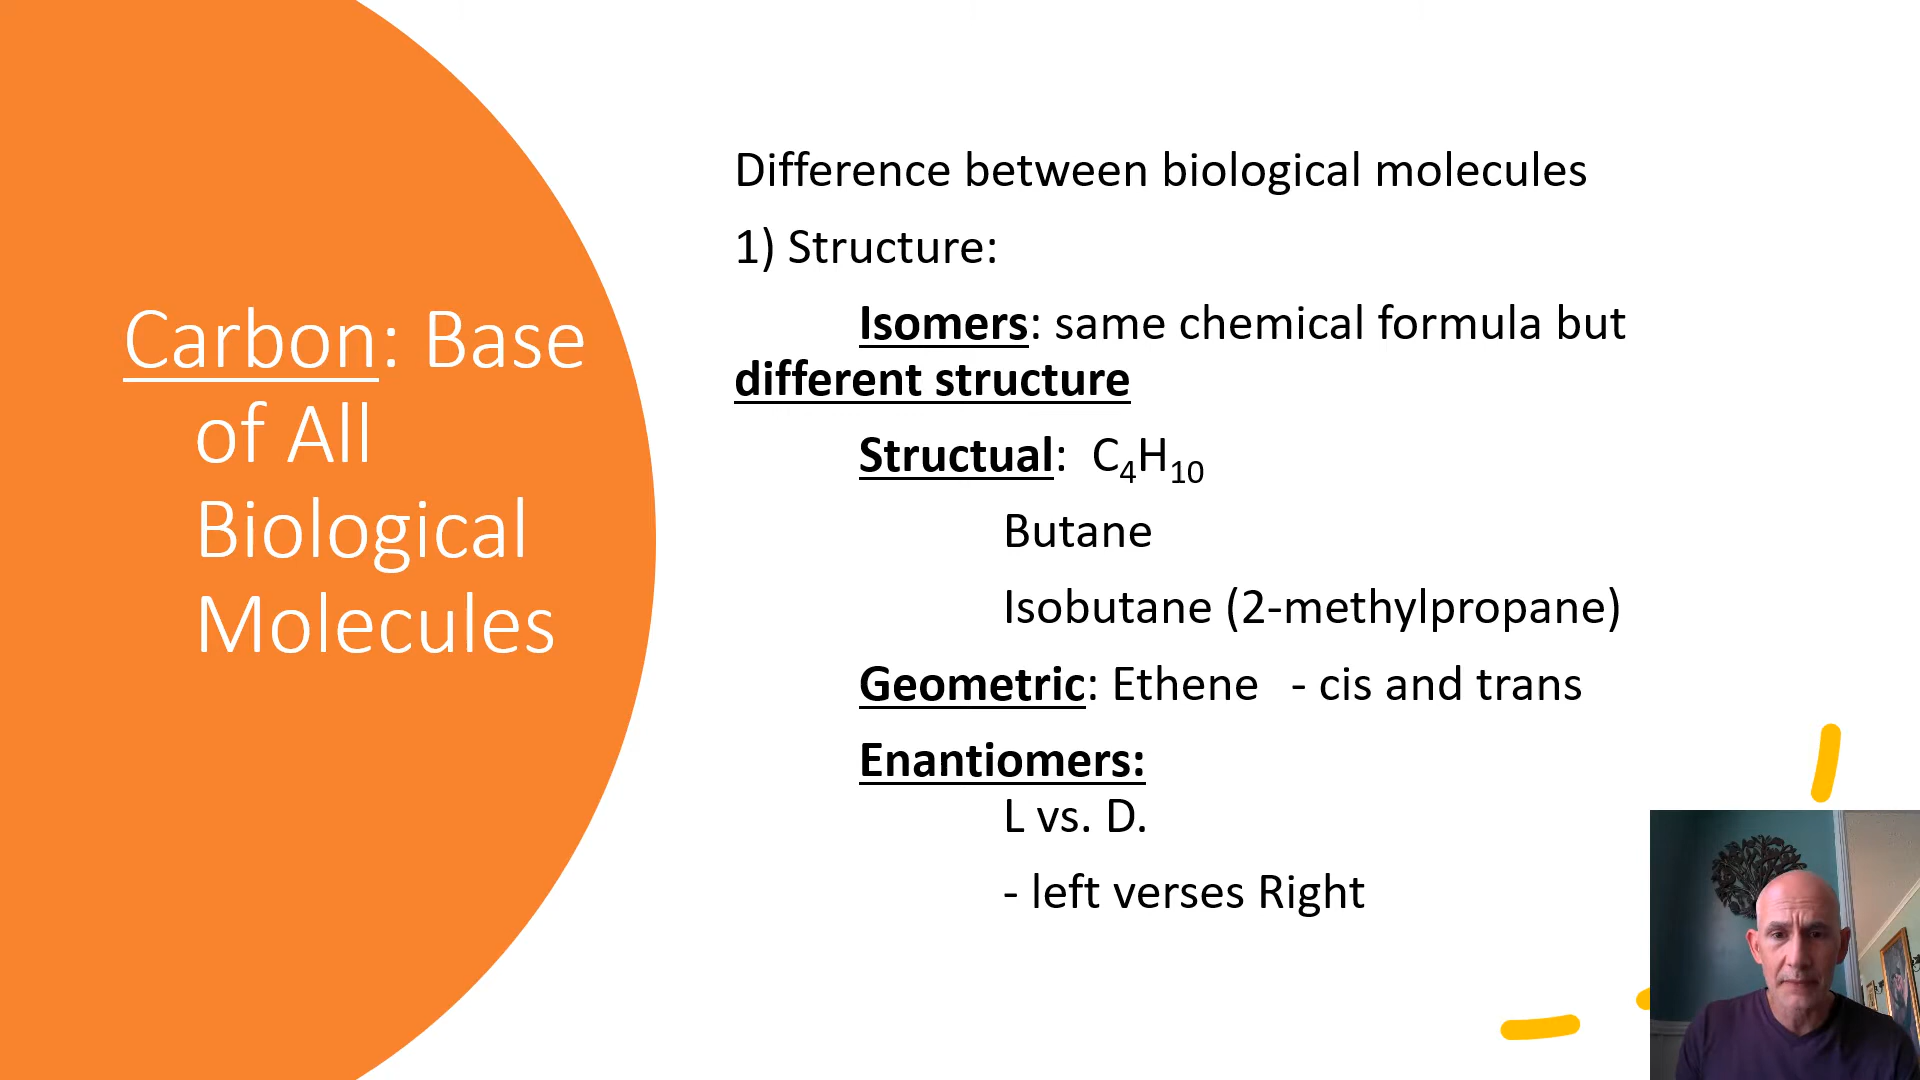 Carbon: Base
of All
Biological
Molecules
Difference between biological molecules
1) Structure:
Isomers: same chemical formula but
different structure
Structual: C₄H₁₀
Butane
Isobutane (2-methylpropane)
Geometric: Ethene - cis and trans
Enantiomers:
L vs. D.
- left verses Right